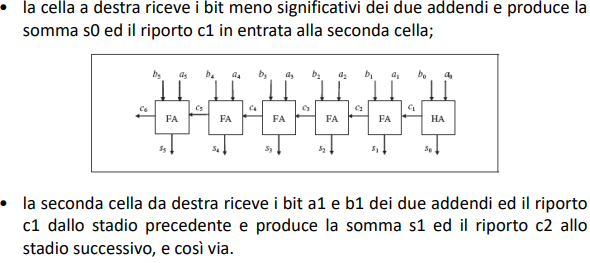 • la cella a destra riceve i bit meno significativi dei due addendi e produce la
somma s0 ed il riporto c1 in entrata alla seconda cella;
b5 a5 b4 a4 b3 a3 b2 a2 b1 a1 b0 a0
c6 c5 c4 c3 c2 c1
FA FA FA FA FA HA
s5 s4 s3 s2 s1 s0
• la seconda cella da destra riceve i bit a1 e b1 dei due addendi ed il riporto
c1 dallo stadio precedente e produce la somma s1 ed il riporto c2 allo
stadio successivo, e così via.